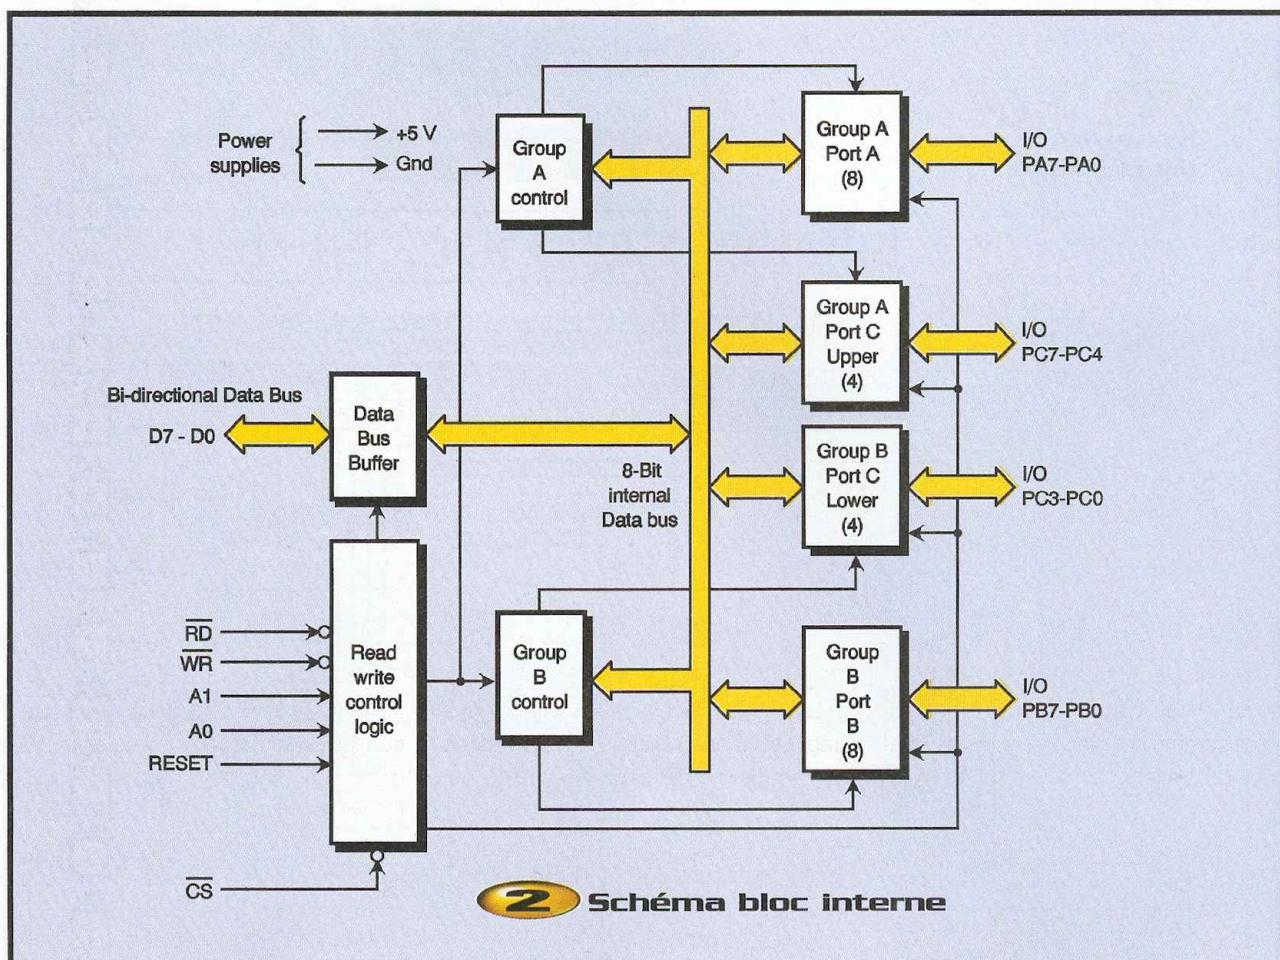 Power
supplies
+5 V
Gnd
Group
A
control
Group A
Port A
(8)
I/O
PA7-PA0
Group A
Port C
Upper
(4)
I/O
PC7-PC4
Bi-directional Data Bus
D7 - D0
Data
Bus
Buffer
8-Bit
internal
Data bus
Group B
Port C
Lower
(4)
I/O
PC3-PC0
RD
WR
A1
A0
RESET
CS
Read
write
control
logic
Group
B
control
Group
B
Port
B
(8)
I/O
PB7-PB0
2 Schéma bloc interne